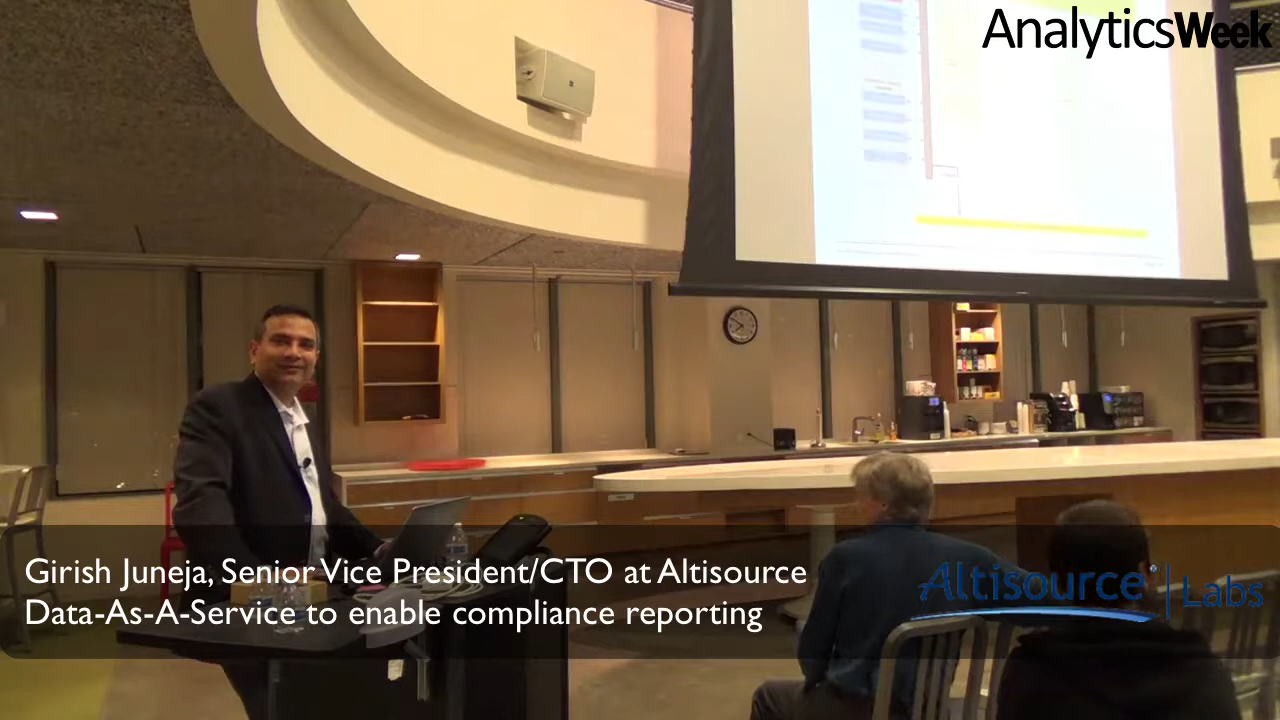 AnalyticsWeek
Girish Juneja, Senior Vice President/CTO at Altisource
Data-As-A-Service to enable compliance reporting
Altisource® | Labs